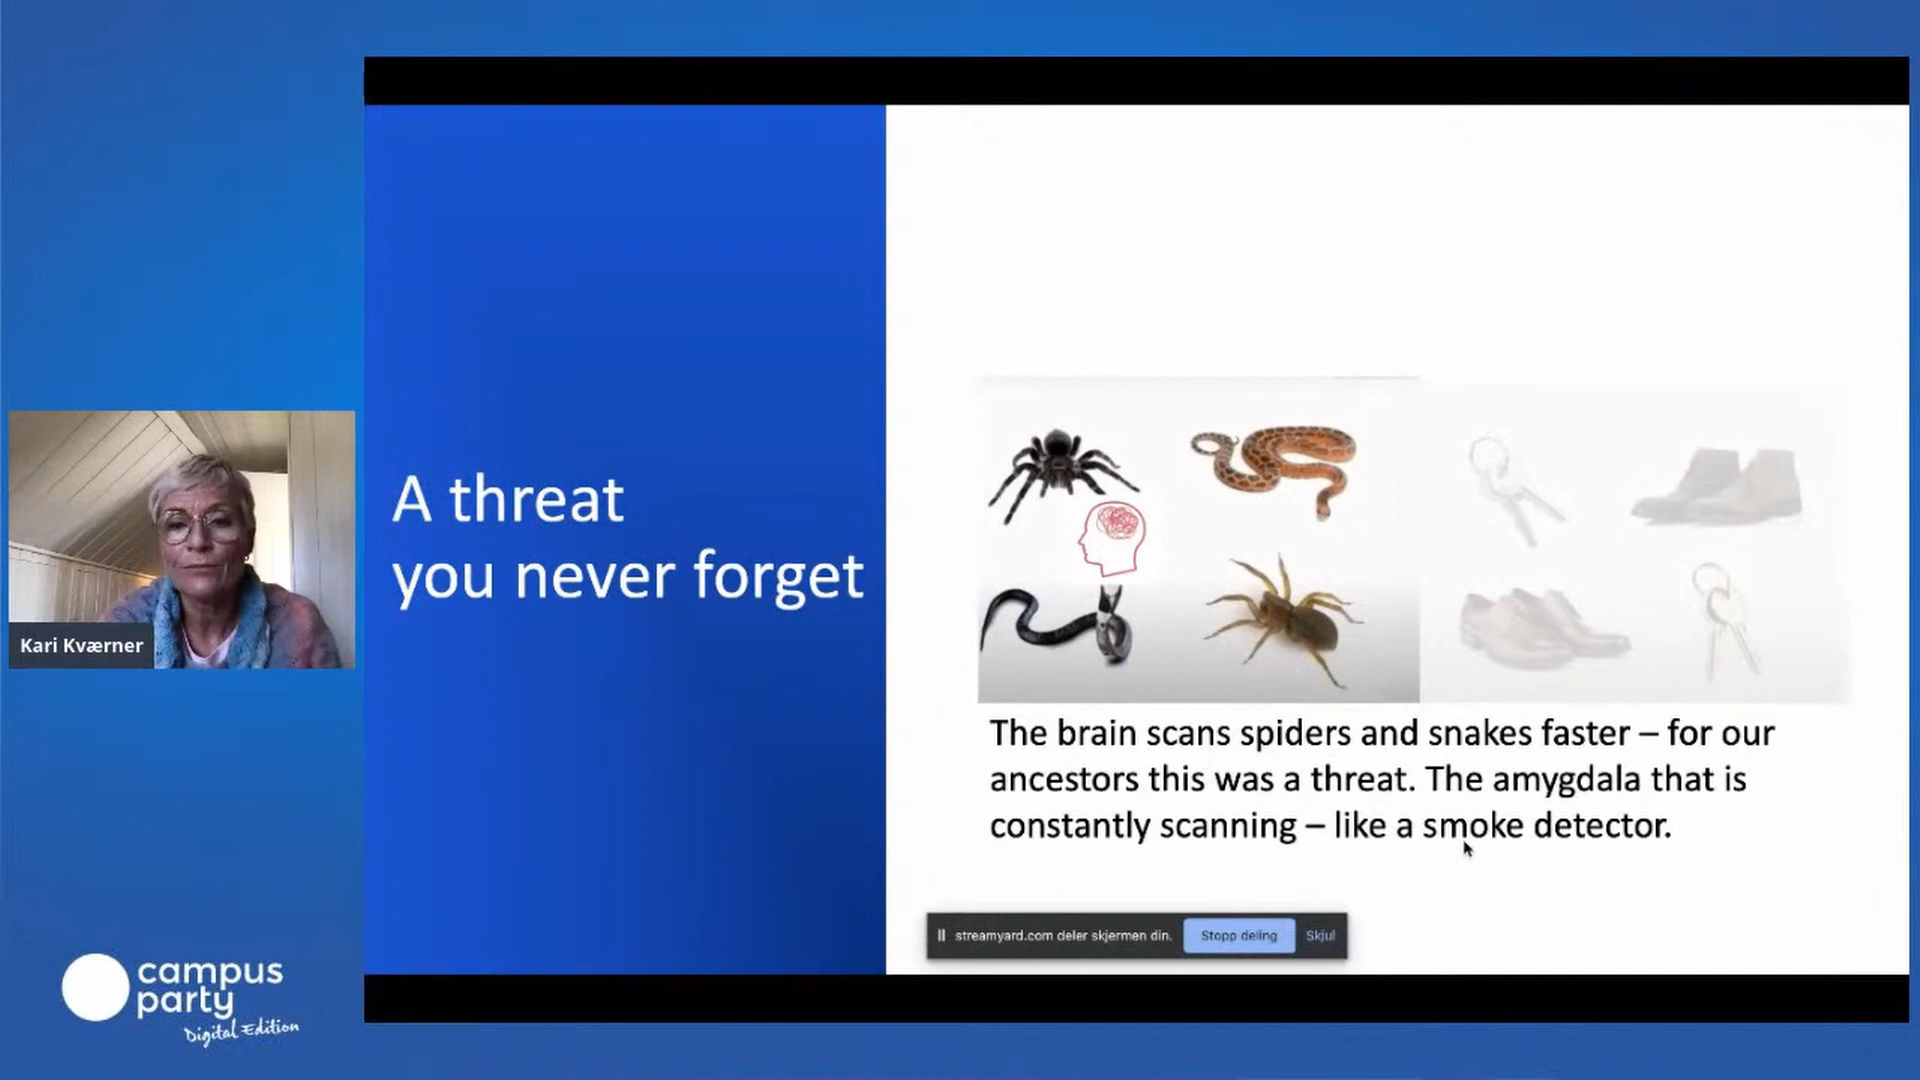 A threat
you never forget
The brain scans spiders and snakes faster – for our
ancestors this was a threat. The amygdala that is
constantly scanning – like a smoke detector.
Kari Kværner
streamyard.com deler skjermen din. Stopp deling Skjul
campus
party
Digital Edition